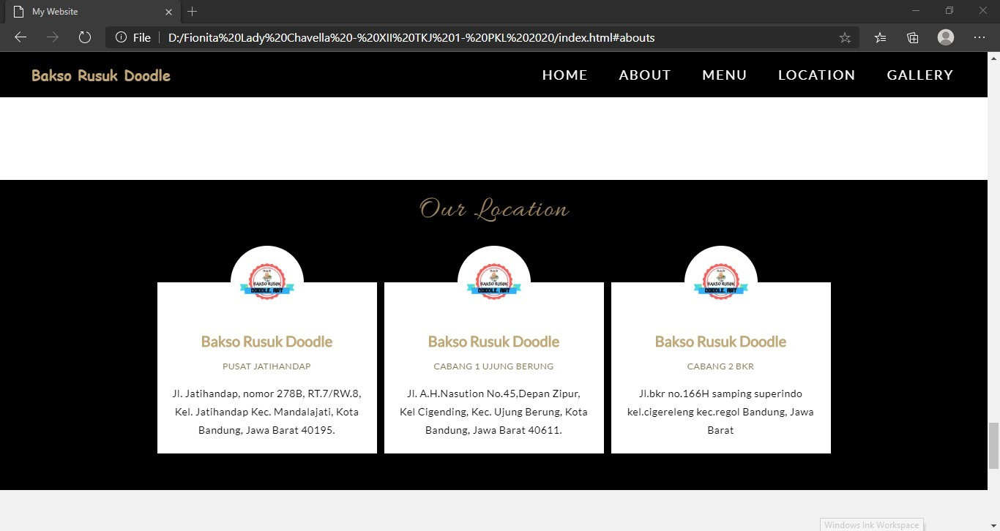 My Website
File D:/Fionita%20Lady%20Chavella%20-%20XII%20TKJ%201-%20PKL%202020/index.html#abouts
Bakso Rusuk Doodle HOME ABOUT MENU LOCATION GALLERY
Our Location
BAKSO RUSUK
DOODLE. ART
BAKSO RUSUK
DOODLE. ART
BAKSO RUSUK
DOODLE. ART
Bakso Rusuk Doodle
PUSAT JATIHANDAP
Jl. Jatihandap, nomor 278B, RT.7/RW.8,
Kel. Jatihandap Kec. Mandalajati, Kota
Bandung, Jawa Barat 40195.
Bakso Rusuk Doodle
CABANG 1 UJUNG BERUNG
Jl. A.H.Nasution No.45,Depan Zipur,
Kel Cigending, Kec. Ujung Berung, Kota
Bandung, Jawa Barat 40611.
Bakso Rusuk Doodle
CABANG 2 BKR
Jl.bkr no.166H samping superindo
kel.cigereleng kec.regol Bandung, Jawa
Barat
Windows Ink Workspace